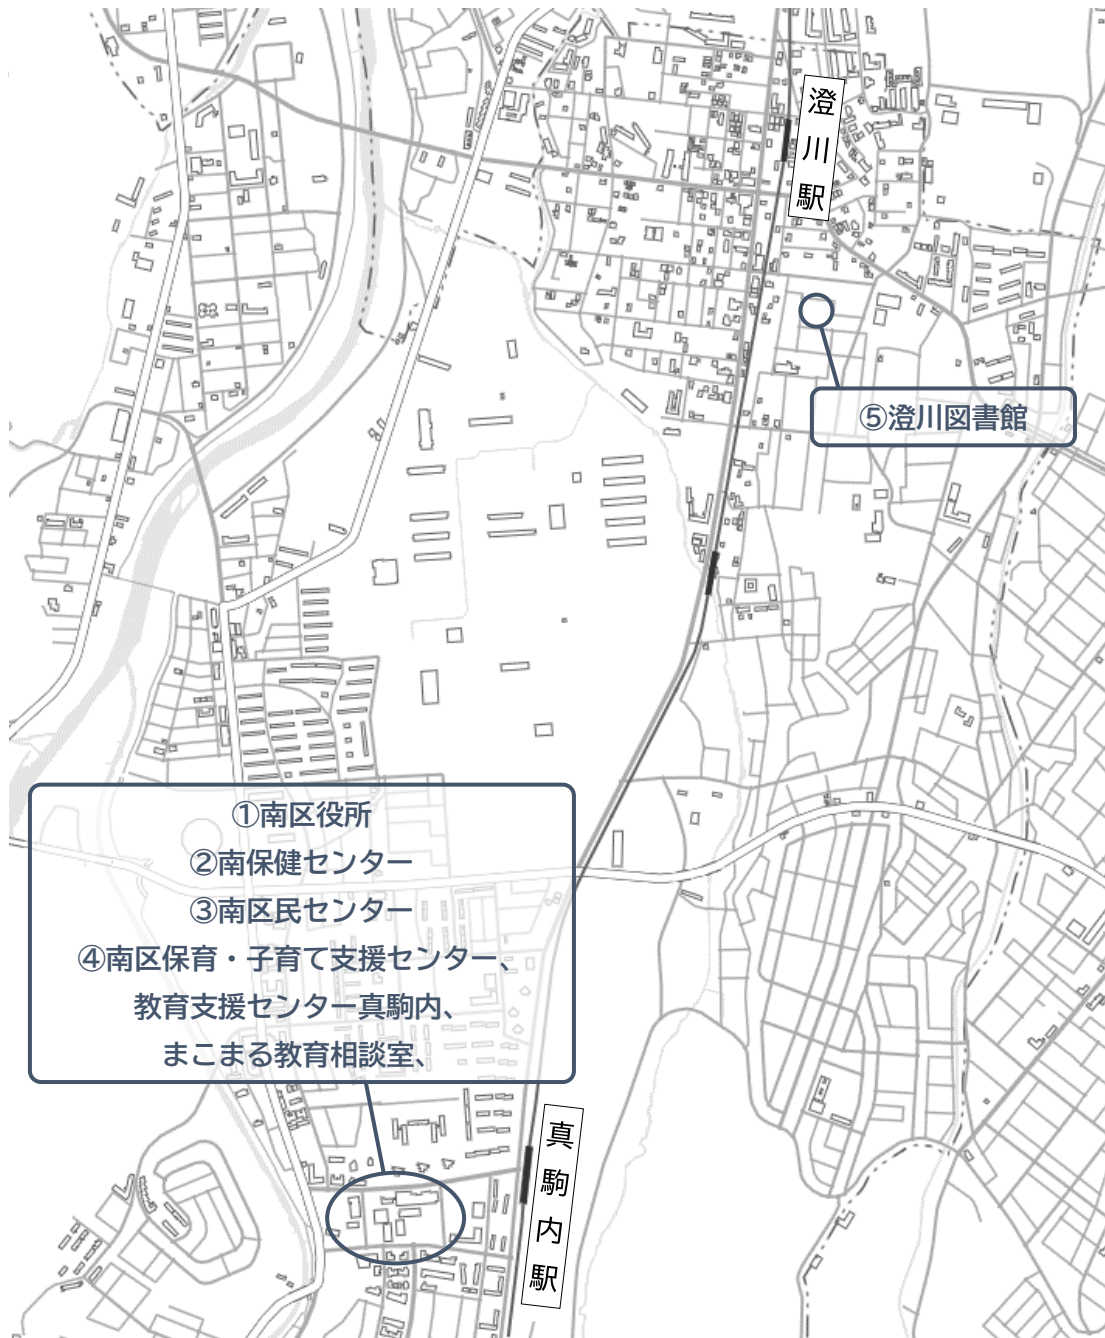 澄川駅
⑤澄川図書館
①南区役所
②南保健センター
③南区民センター
④南区保育・子育て支援センター、
教育支援センター真駒内、
まこまる教育相談室、
真駒内駅